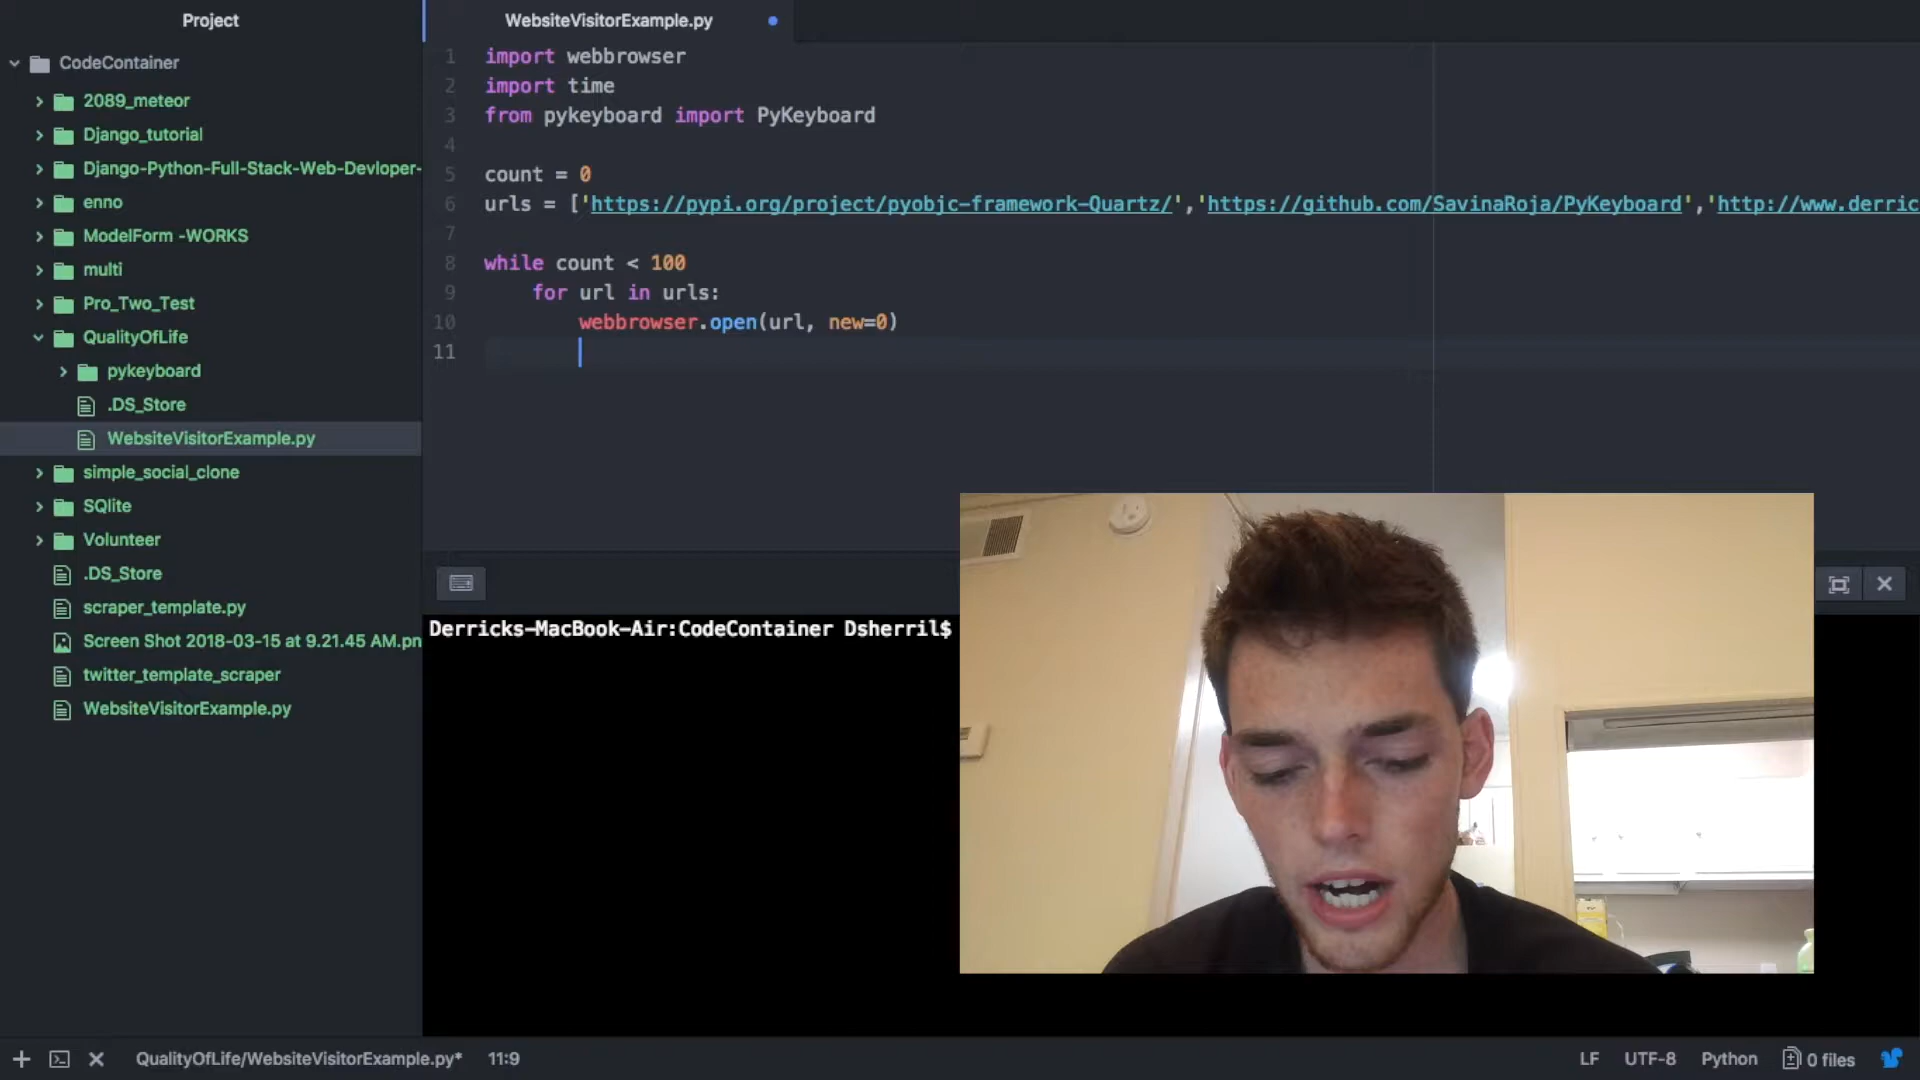 Project
CodeContainer
2089_meteor
Django_tutorial
Django-Python-Full-Stack-Web-Devloper-
enno
ModelForm -WORKS
multi
Pro_Two_Test
QualityOfLife
pykeyboard
.DS_Store
WebsiteVisitorExample.py
simple_social_clone
SQlite
Volunteer
.DS_Store
scraper_template.py
Screen Shot 2018-03-15 at 9.21.45 AM.pn
twitter_template_scraper
WebsiteVisitorExample.py
WebsiteVisitorExample.py
1 import webbrowser
2 import time
3 from pykeyboard import PyKeyboard
4
5 count = 0
6 urls = ['https://pypi.org/project/pyobjc-framework-Quartz/','https://github.com/SavinaRoja/PyKeyboard','http://www.derric
7
8 while count < 100
9 for url in urls:
10 webbrowser.open(url, new=0)
11
Derricks-MacBook-Air:CodeContainer Dsherril$
QualityOfLife/WebsiteVisitorExample.py* 11:9 LF UTF-8 Python 0 files